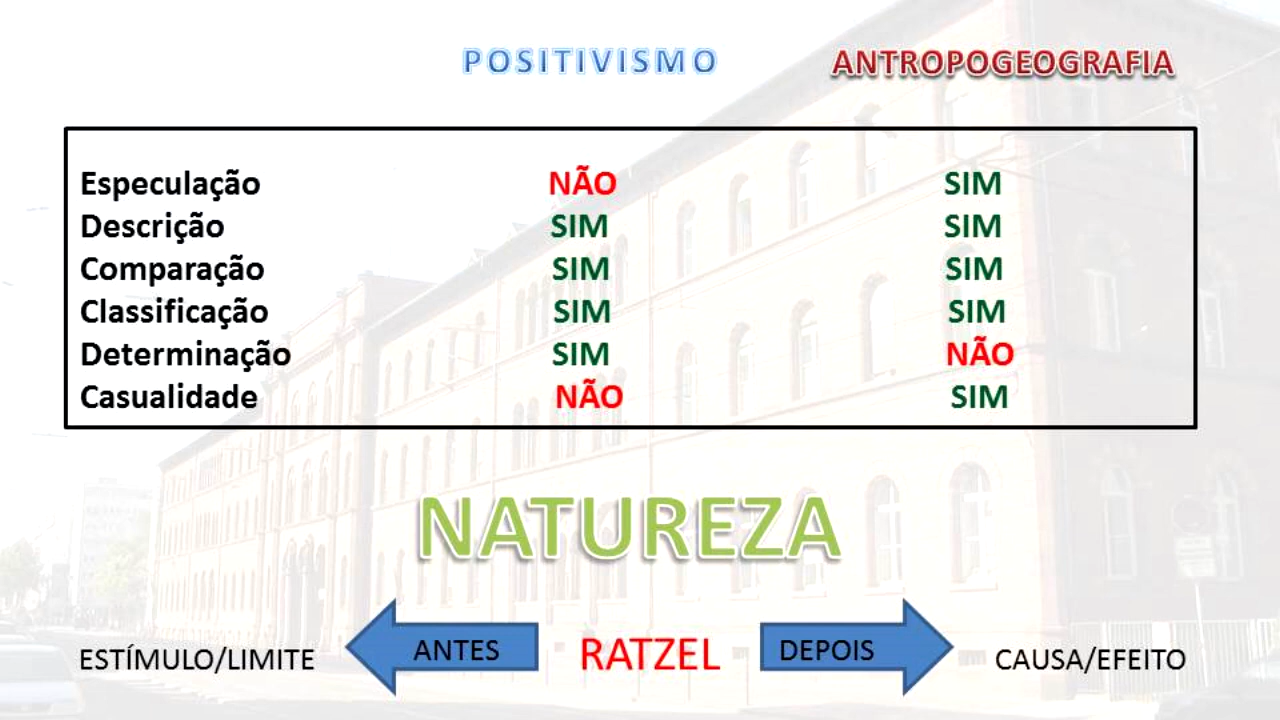 POSITIVISMO ANTROPOGEOGRAFIA
Especulação NÃO SIM
Descrição SIM SIM
Comparação SIM SIM
Classificação SIM SIM
Determinação SIM NÃO
Casualidade NÃO SIM
NATUREZA
ESTÍMULO/LIMITE ANTES RATZEL DEPOIS CAUSA/EFEITO